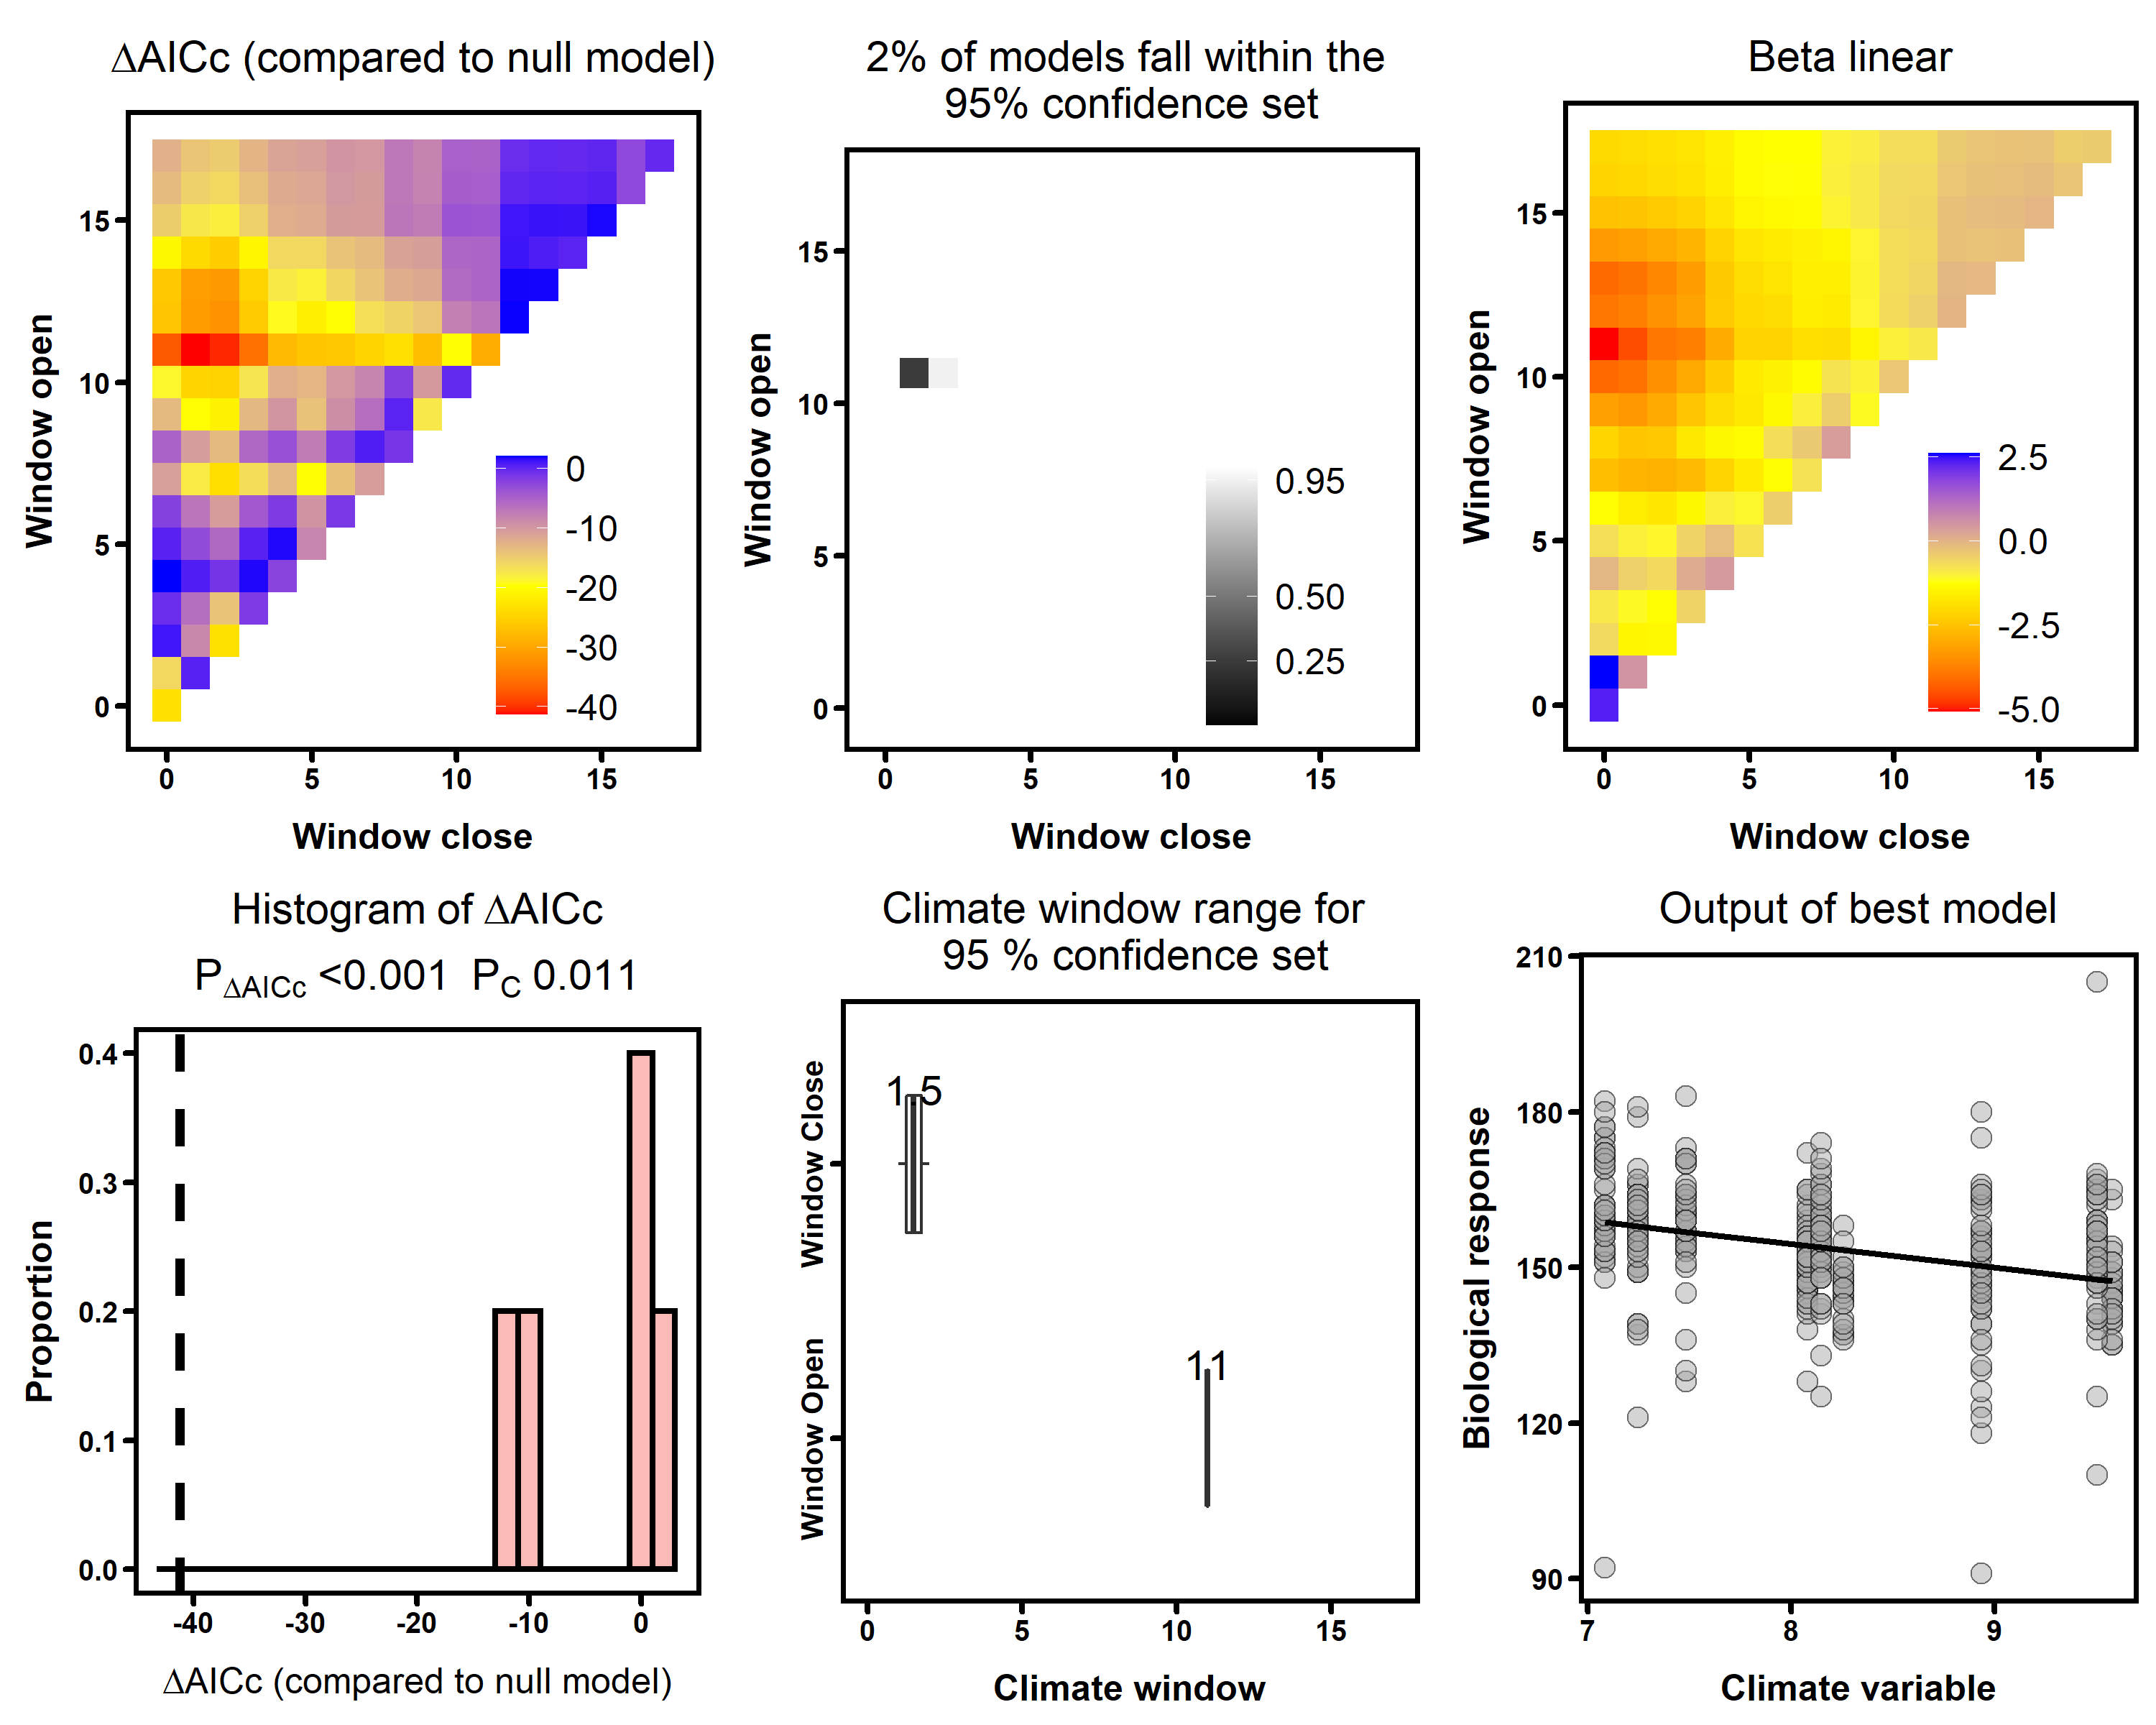 ΔAICc (compared to null model)
Window open
15
10
5
0
0
-10
-20
-30
-40
0
5
10
15
Window close
2% of models fall within the
95% confidence set
Window open
15
10
5
0
0.95
0.50
0.25
0
5
10
15
Window close
Beta linear
Window open
15
10
5
0
2.5
0.0
-2.5
-5.0
0
5
10
15
Window close
Histogram of ΔAICc
PΔAICc <0.001 PC 0.011
Proportion
0.4
0.3
0.2
0.1
0.0
-40
-30
-20
-10
0
ΔAICc (compared to null model)
Climate window range for
95 % confidence set
Window Close
1.5
Window Open
11
0
5
10
15
Climate window
Output of best model
Biological response
210
180
150
120
90
7
8
9
Climate variable